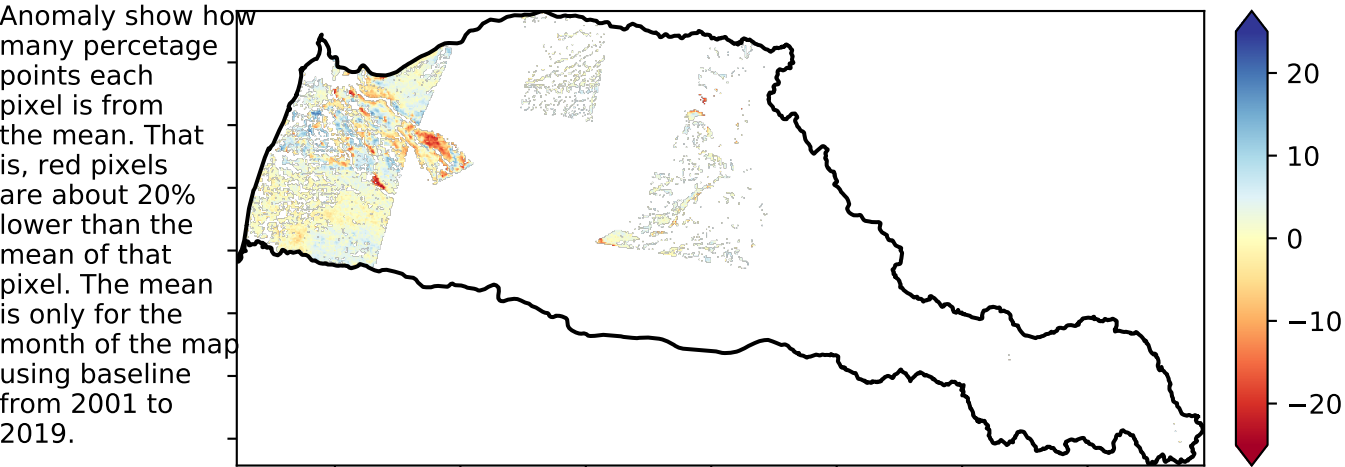 Anomaly show how
many percetage
points each
pixel is from
the mean. That
is, red pixels
are about 20%
lower than the
mean of that
pixel. The mean
is only for the
month of the map
using baseline
from 2001 to
2019.
20
10
0
−10
−20